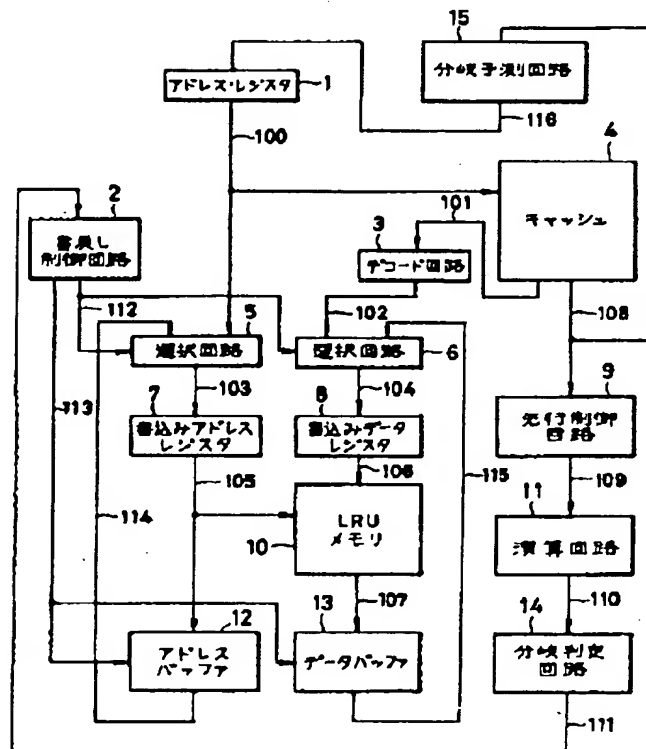 15
分岐予測回路
アドレス・レジスタ
1
116
100
4
キャッシュ
2
書戻し
制御回路
101
3
デコード回路
112
5
102
108
選択回路
選択回路
6
113
103
104
9
7
書込みアドレス
レジスタ
8
書込みデータ
レジスタ
先行制御
回路
105
106
115
109
114
LRU
メモリ
10
11
演算回路
107
110
12
アドレス
バッファ
13
データバッファ
14
分岐判定
回路
111